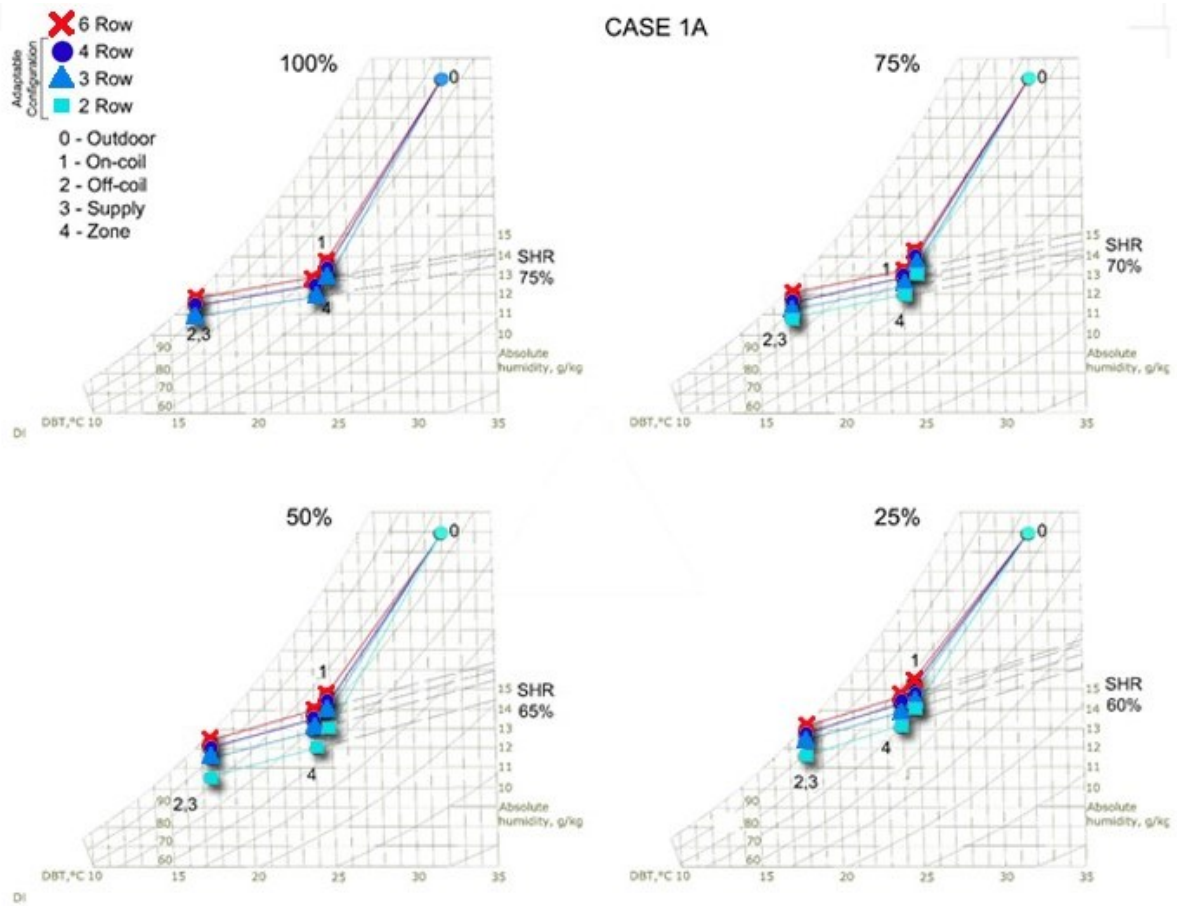 CASE 1A
6 Row
Adaptable
Configuration
4 Row
3 Row
2 Row
0 - Outdoor
1 - On-coil
2 - Off-coil
3 - Supply
4 - Zone
100%
0
1
4
2,3
SHR
75%
15
14
13
12
11
10
Absolute
humidity, g/kg
90
80
70
60
DBT,°C 10
15
20
25
30
35
DI
75%
0
1
4
2,3
SHR
70%
15
14
13
12
11
10
Absolute
humidity, g/kg
90
80
70
60
DBT,°C 10
15
20
25
30
35
50%
0
1
4
2,3
SHR
65%
15
14
13
12
11
10
Absolute
humidity, g/kg
90
80
70
60
DBT,°C 10
15
20
25
30
35
DI
25%
0
1
4
2,3
SHR
60%
15
14
13
12
11
10
Absolute
humidity, g/kg
90
80
70
60
DBT,°C 10
15
20
25
30
35